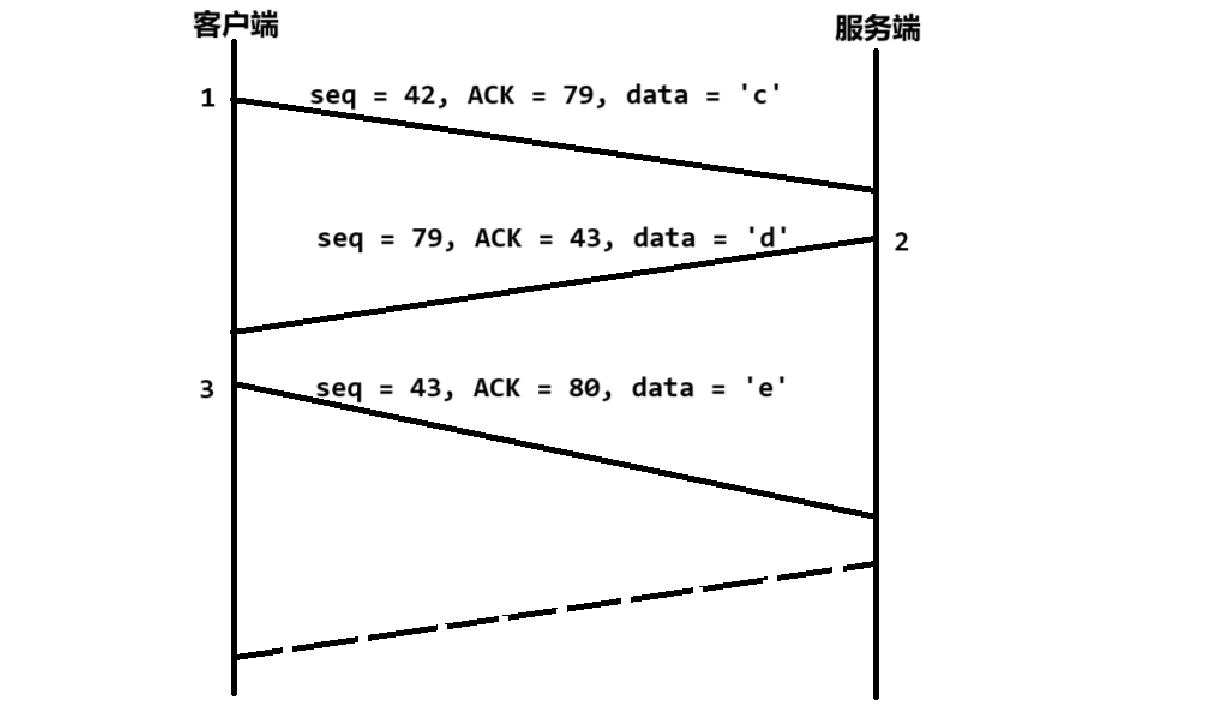 客户端
服务端
1
seq = 42, ACK = 79, data = 'c'
seq = 79, ACK = 43, data = 'd'
2
3
seq = 43, ACK = 80, data = 'e'